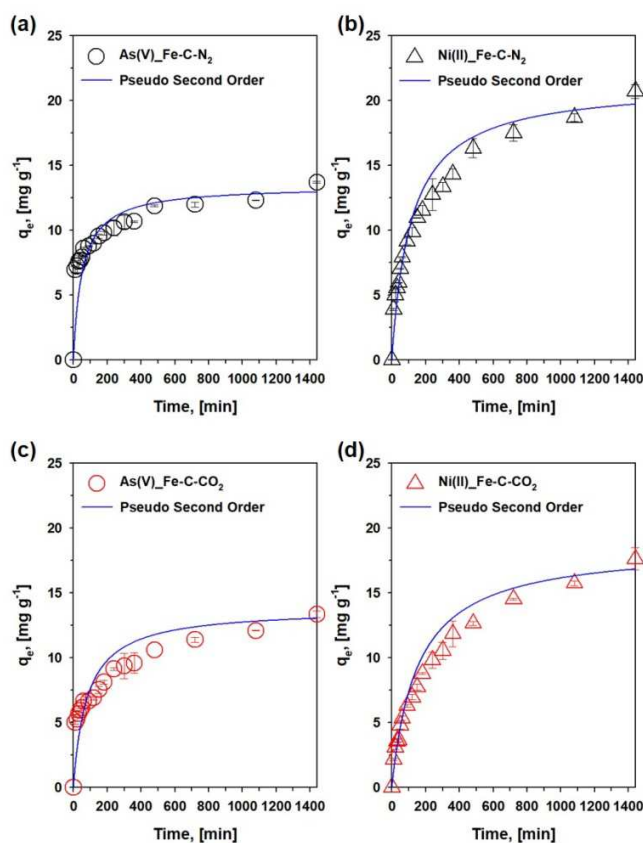 (a)
As(V)_Fe-C-N₂
Pseudo Second Order
25
20
15
10
5
0
qₑ, [mg g⁻¹]
0 200 400 600 800 1000 1200 1400
Time, [min]
(b)
Ni(II)_Fe-C-N₂
Pseudo Second Order
25
20
15
10
5
0
qₑ, [mg g⁻¹]
0 200 400 600 800 1000 1200 1400
Time, [min]
(c)
As(V)_Fe-C-CO₂
Pseudo Second Order
25
20
15
10
5
0
qₑ, [mg g⁻¹]
0 200 400 600 800 1000 1200 1400
Time, [min]
(d)
Ni(II)_Fe-C-CO₂
Pseudo Second Order
25
20
15
10
5
0
qₑ, [mg g⁻¹]
0 200 400 600 800 1000 1200 1400
Time, [min]